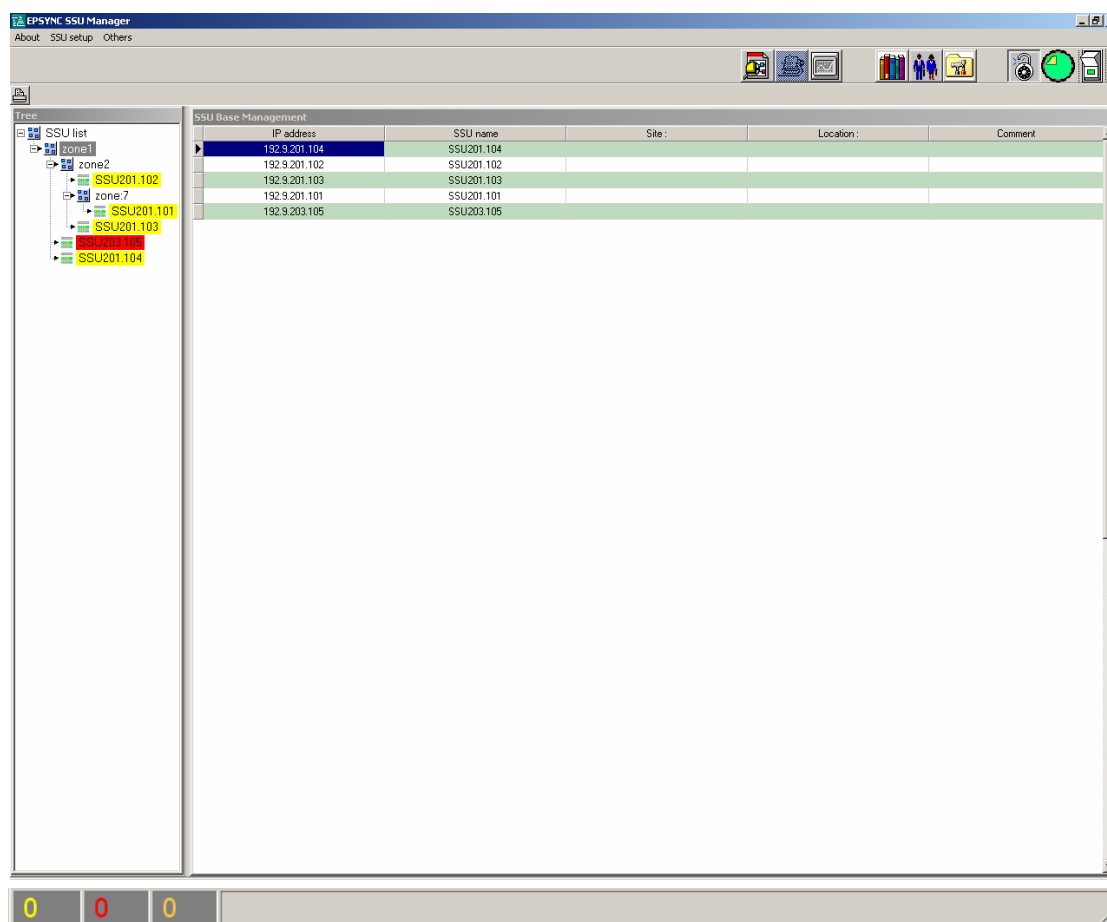 EPSYNC SSU Manager
About SSU setup Others
Tree
SSU list
zone1
zone2
SSU201.102
zone:7
SSU201.101
SSU201.103
SSU203.105
SSU201.104
SSU Base Management
IP address SSU name Site : Location : Comment
192.9.201.104 SSU201.104
192.9.201.102 SSU201.102
192.9.201.103 SSU201.103
192.9.201.101 SSU201.101
192.9.203.105 SSU203.105
0 0 0